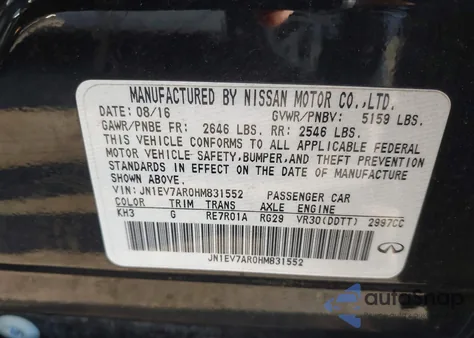 MANUFACTURED BY NISSAN MOTOR CO.,LTD.
DATE: 08/16 GVWR/PNBV: 5159 LBS.
GAWR/PNBE FR: 2646 LBS. RR: 2546 LBS.
THIS VEHICLE CONFORMS TO ALL APPLICABLE FEDERAL
MOTOR VEHICLE SAFETY,BUMPER,AND THEFT PREVENTION
STANDARDS IN EFFECT ON THE DATE OF MANUFACTURE
SHOWN ABOVE.
VIN: JN1EV7AR0HM831552 PASSENGER CAR
COLOR TRIM TRANS AXLE ENGINE
KH3 G RE7R01A RG29 VR30(DDTT) 2997CC
JN1EV7AR0HM831552
autoSnap